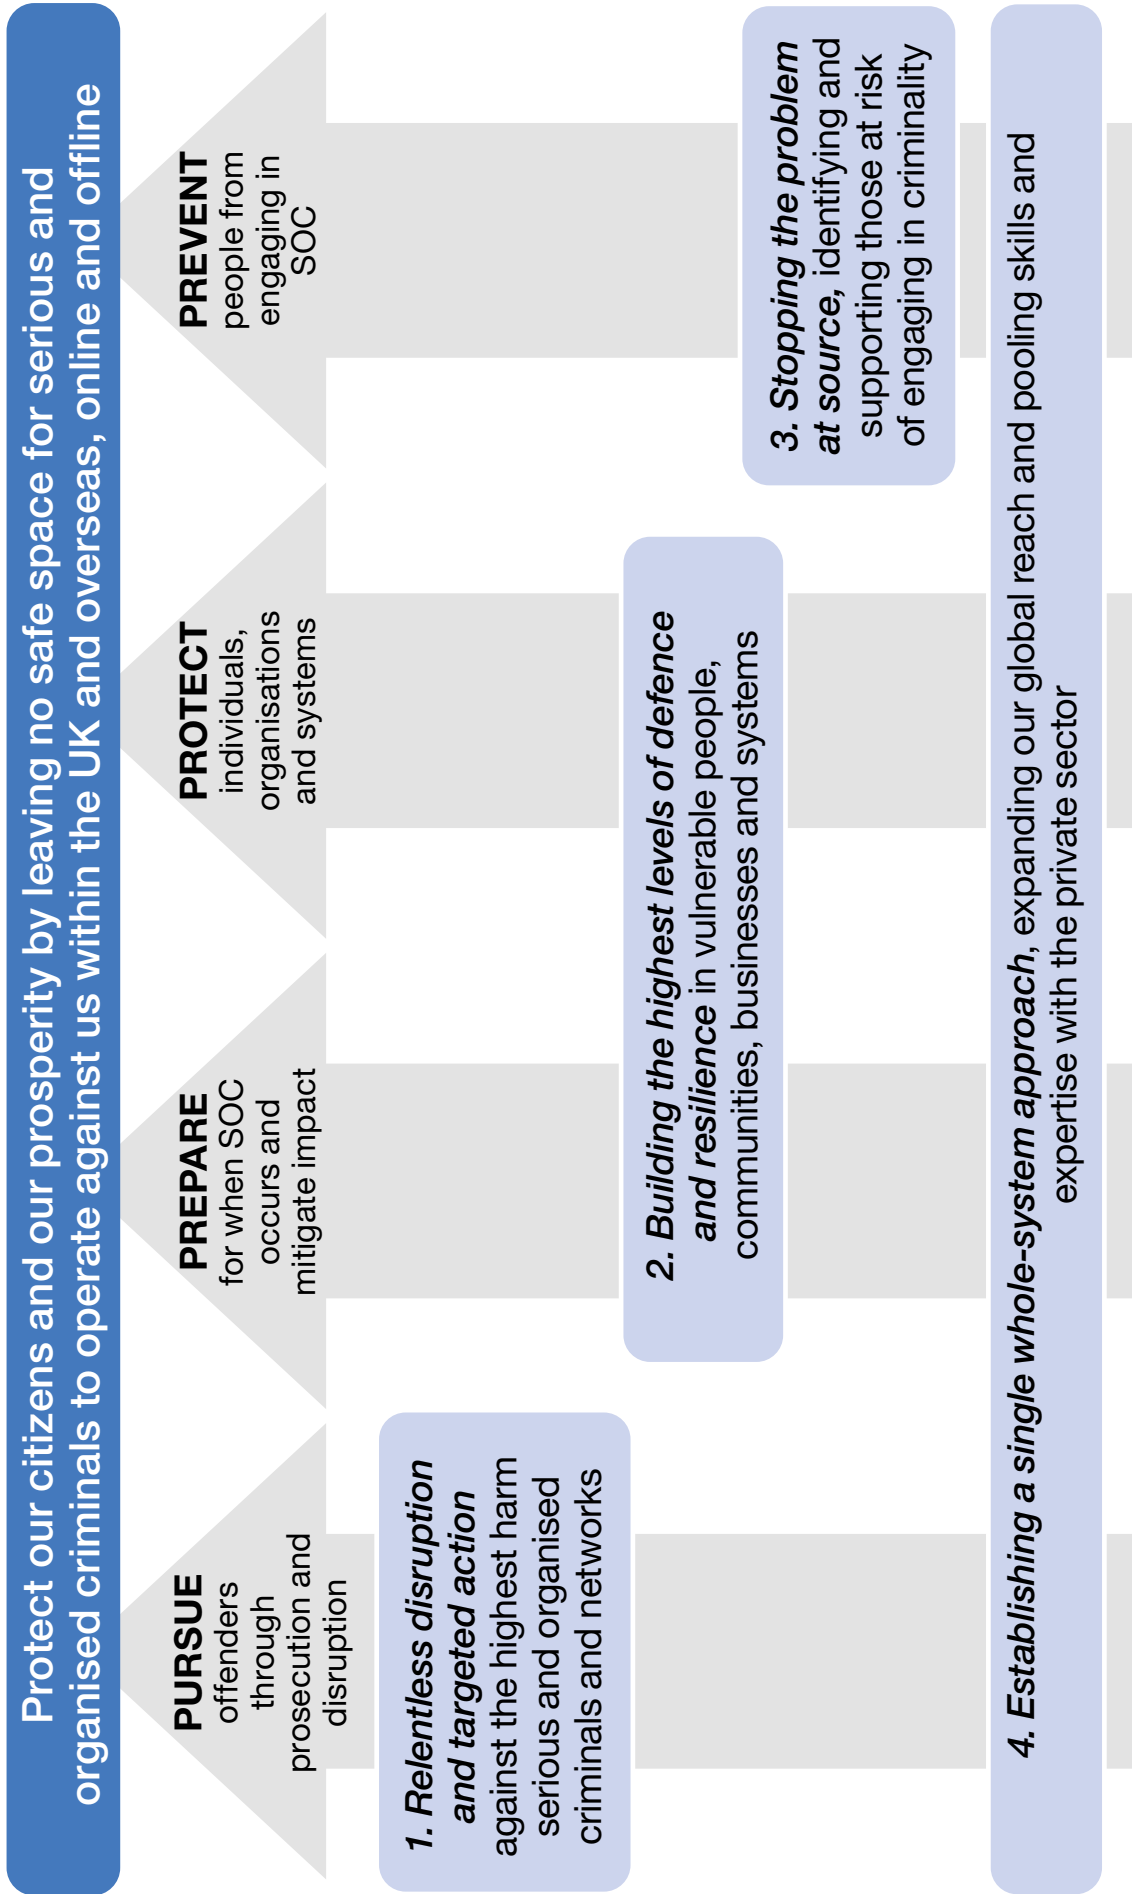 Protect our citizens and our prosperity by leaving no safe space for serious and
organised criminals to operate against us within the UK and overseas, online and offline
PURSUE
offenders
through
prosecution and
disruption
PREPARE
for when SOC
occurs and
mitigate impact
PROTECT
individuals,
organisations
and systems
PREVENT
people from
engaging in
SOC
1. Relentless disruption
and targeted action
against the highest harm
serious and organised
criminals and networks
2. Building the highest levels of defence
and resilience in vulnerable people,
communities, businesses and systems
3. Stopping the problem
at source, identifying and
supporting those at risk
of engaging in criminality
4. Establishing a single whole-system approach, expanding our global reach and pooling skills and
expertise with the private sector